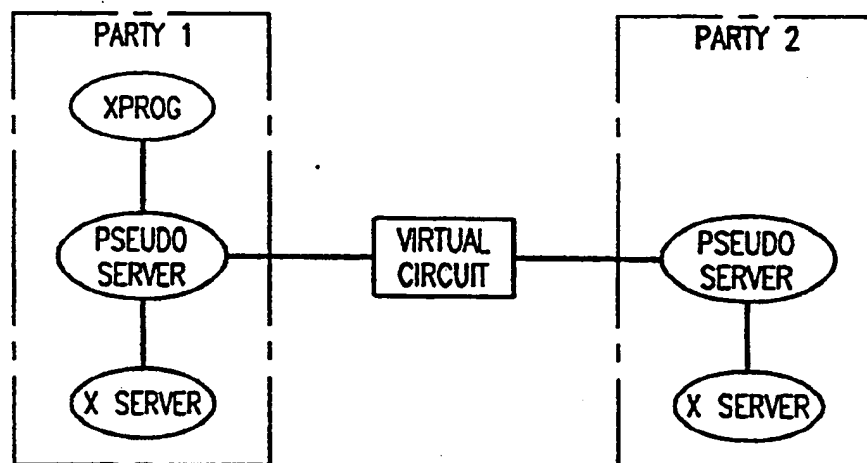 PARTY 1
XPROG
PSEUDO
SERVER
X SERVER
VIRTUAL
CIRCUIT
PARTY 2
PSEUDO
SERVER
X SERVER